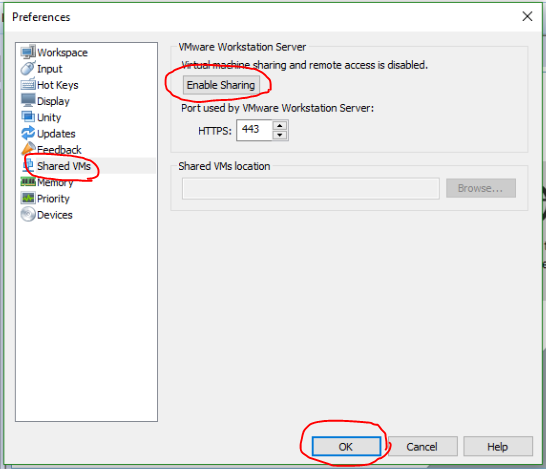 Preferences
Workspace
Input
Hot Keys
Display
Unity
Updates
Feedback
Shared VMs
Memory
Priority
Devices
VMware Workstation Server
Virtual machine sharing and remote access is disabled.
Enable Sharing
Port used by VMware Workstation Server:
HTTPS: 443
Shared VMs location
Browse...
OK Cancel Help